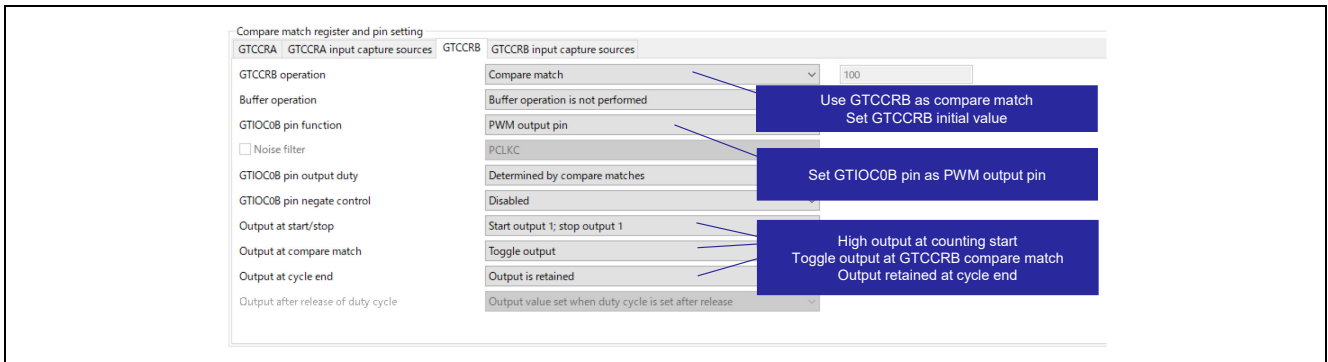 Compare match register and pin setting
GTCCRA GTCCRA input capture sources GTCCRB GTCCRB input capture sources
GTCCRB operation Compare match 100
Buffer operation Buffer operation is not performed
Use GTCCRB as compare match
Set GTCCRB initial value
GTIOC0B pin function PWM output pin
Noise filter PCLKC
GTIOC0B pin output duty Determined by compare matches
Set GTIOC0B pin as PWM output pin
GTIOC0B pin negate control Disabled
Output at start/stop Start output 1; stop output 1
High output at counting start
Output at compare match Toggle output
Toggle output at GTCCRB compare match
Output at cycle end Output is retained
Output retained at cycle end
Output after release of duty cycle Output value set when duty cycle is set after release